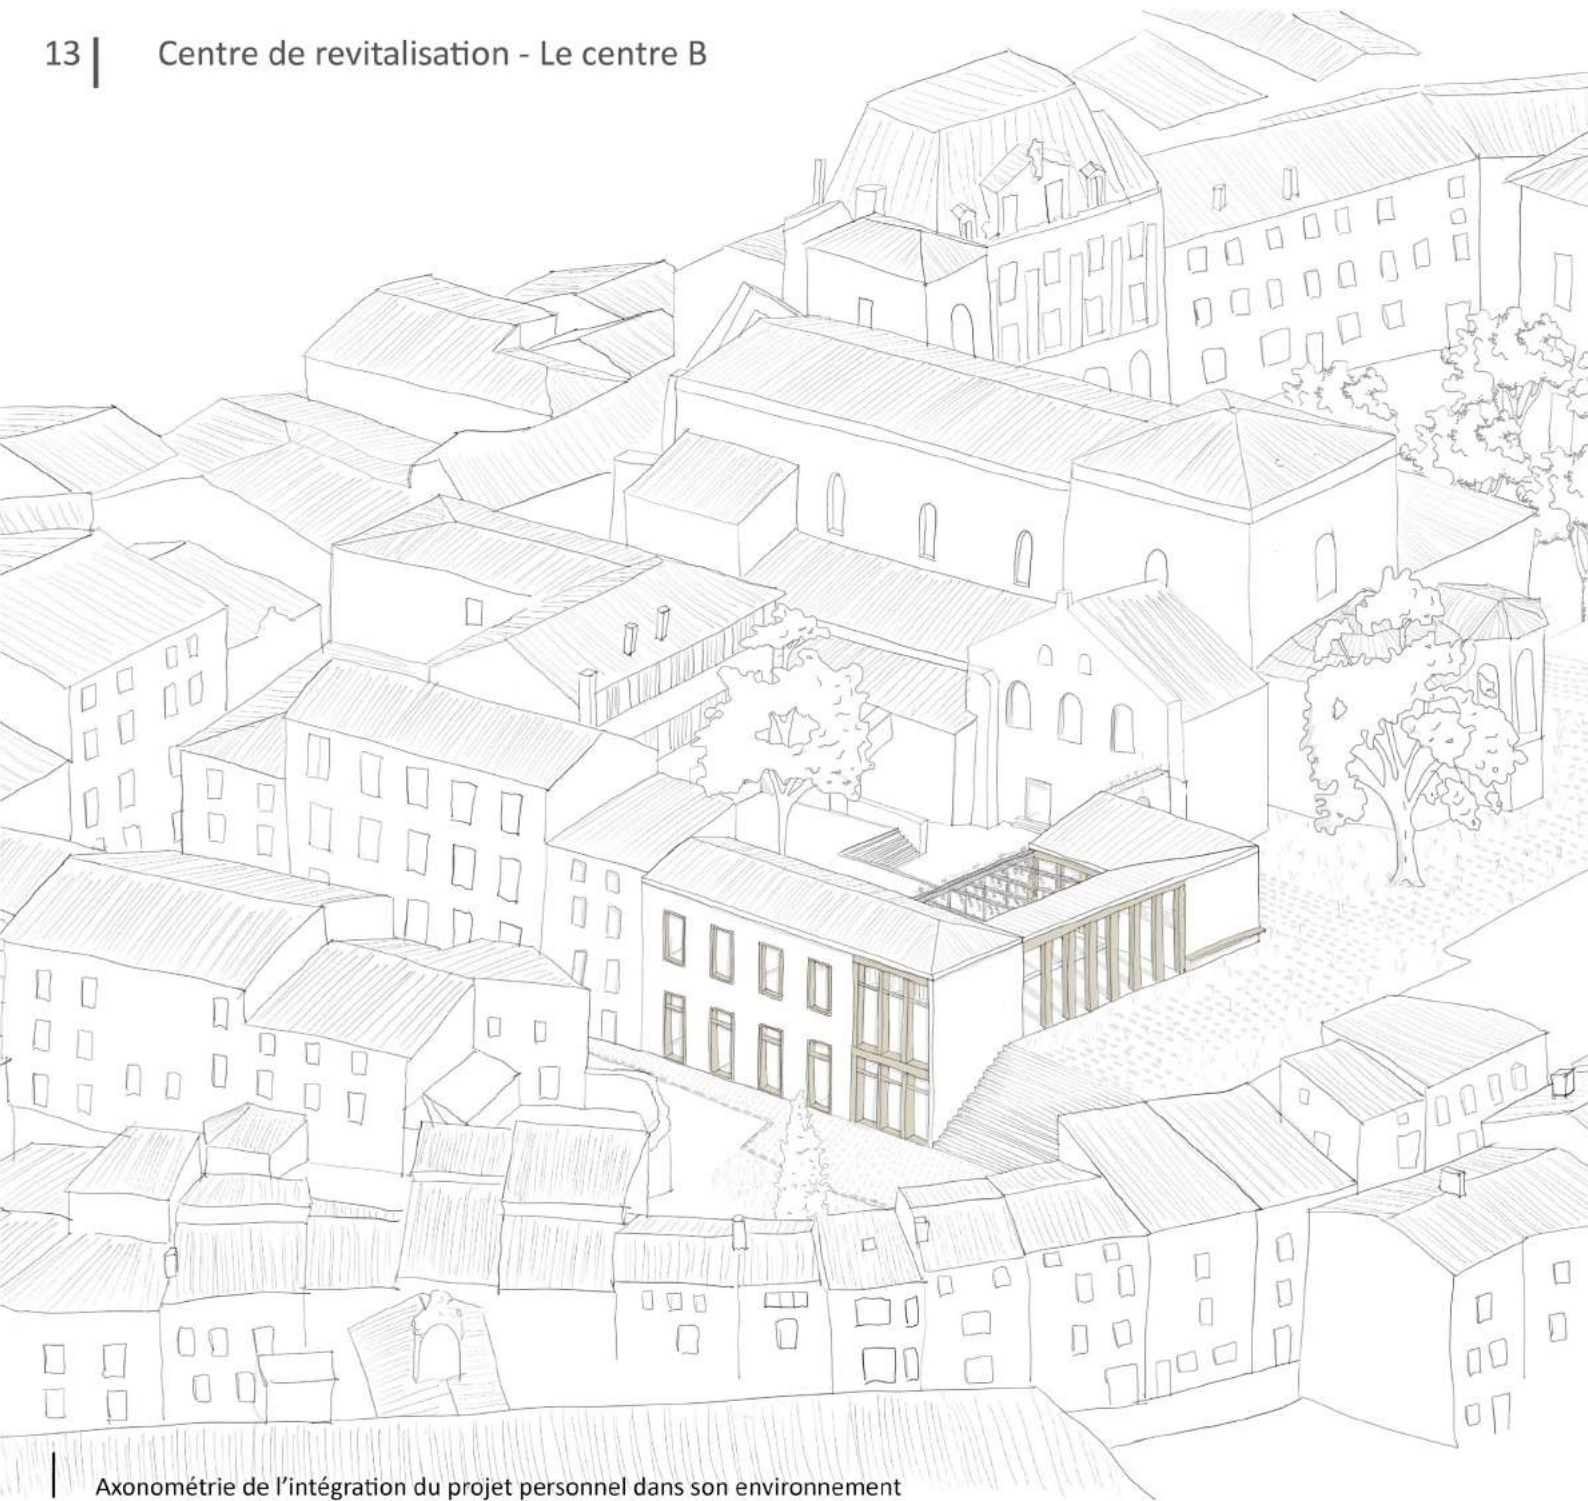 13 | Centre de revitalisation - Le centre B
Axonométrie de l'intégration du projet personnel dans son environnement